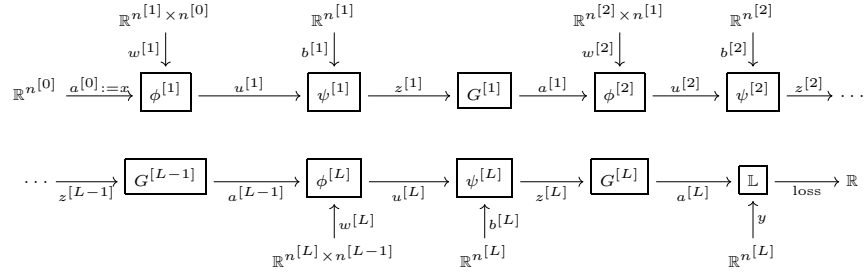 ℝ^{n^{[1]}×n^{[0]}} ℝ^{n^{[1]}} ℝ^{n^{[2]}×n^{[1]}} ℝ^{n^{[2]}}
w^{[1]} b^{[1]} w^{[2]} b^{[2]}
ℝ^{n^{[0]}} a^{[0]}:=x ϕ^{[1]} u^{[1]} ψ^{[1]} z^{[1]} G^{[1]} a^{[1]} ϕ^{[2]} u^{[2]} ψ^{[2]} z^{[2]} ···
··· z^{[L−1]} G^{[L−1]} a^{[L−1]} ϕ^{[L]} u^{[L]} ψ^{[L]} z^{[L]} G^{[L]} a^{[L]} 𝕃 loss ℝ
w^{[L]} b^{[L]} y
ℝ^{n^{[L]}×n^{[L−1]}} ℝ^{n^{[L]}} ℝ^{n^{[L]}}